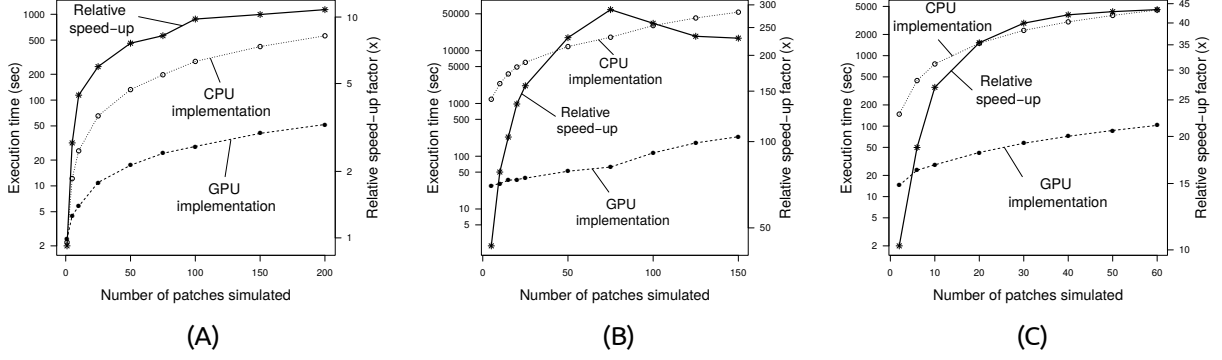 Execution time (sec)
1000
500
200
100
50
20
10
5
2
Relative
speed−up
CPU
implementation
GPU
implementation
10
5
2
1
Relative speed−up factor (x)
0 50 100 150 200
Number of patches simulated
(A)
Execution time (sec)
50000
10000
5000
1000
500
100
50
10
5
CPU
implementation
Relative
speed−up
GPU
implementation
300
250
200
150
100
50
Relative speed−up factor (x)
0 50 100 150
Number of patches simulated
(B)
Execution time (sec)
5000
2000
1000
500
200
100
50
20
10
5
2
CPU
implementation
Relative
speed−up
GPU
implementation
45
40
35
30
25
20
15
10
Relative speed−up factor (x)
0 10 20 30 40 50 60
Number of patches simulated
(C)